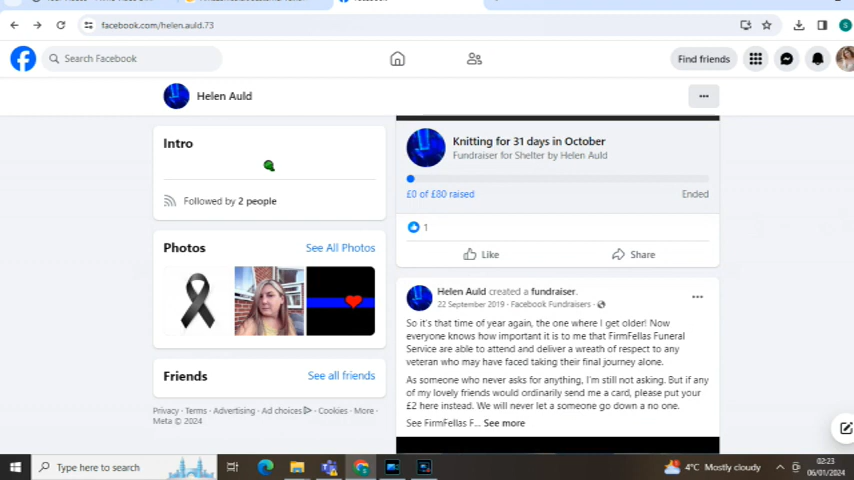 facebook.com/helen.auld.73
Search Facebook
Find friends
Helen Auld
Intro
Followed by 2 people
Photos
See All Photos
Friends
See all friends
Privacy · Terms · Advertising · Ad choices · Cookies · More ·
Meta © 2024
Knitting for 31 days in October
Fundraiser for Shelter by Helen Auld
£0 of £80 raised
Ended
1
Like
Share
Helen Auld created a fundraiser.
22 September 2019 · Facebook Fundraisers ·
So it's that time of year again, the one where I get older! Now
everyone knows how important it is to me that FirmFellas Funeral
Service are able to attend and deliver a wreath of respect to any
veteran who may have faced taking their final journey alone.
As someone who never asks for anything, I'm still not asking. But if any
of my lovely friends would ordinarily send me a card, please put your
£2 here instead. We will never let a someone go down a no one.
See FirmFellas F... See more
Type here to search
4°C Mostly cloudy
02:23
06/01/2024